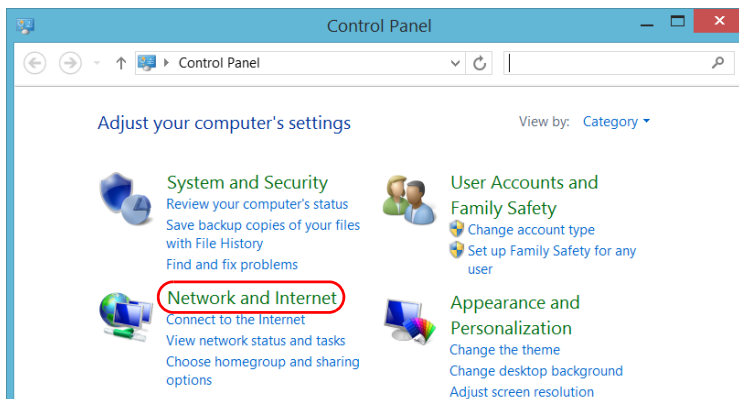 Control Panel
Control Panel
Adjust your computer's settings
View by: Category
System and Security
Review your computer's status
Save backup copies of your files
with File History
Find and fix problems
Network and Internet
Connect to the Internet
View network status and tasks
Choose homegroup and sharing
options
User Accounts and
Family Safety
Change account type
Set up Family Safety for any
user
Appearance and
Personalization
Change the theme
Change desktop background
Adjust screen resolution